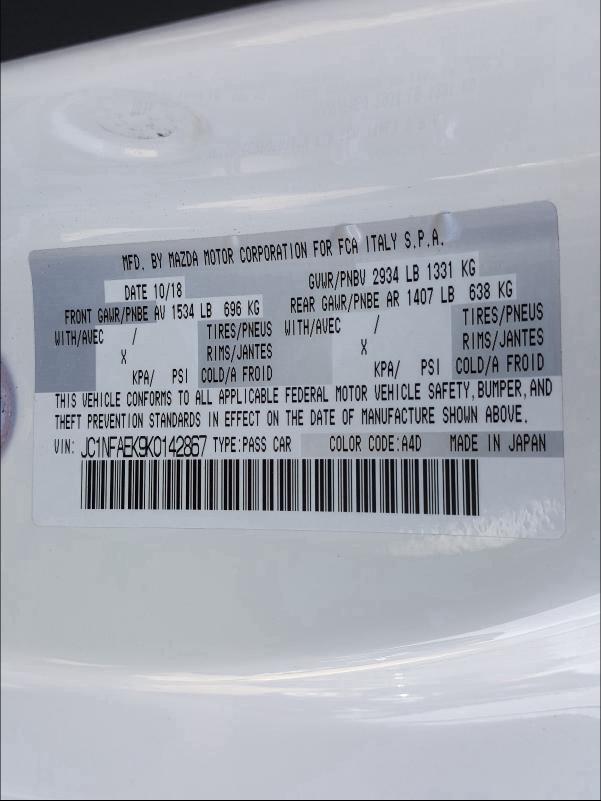 MFD. BY MAZDA MOTOR CORPORATION FOR FCA ITALY S.P.A.
DATE 10/18 GVWR/PNBV 2934 LB 1331 KG
FRONT GAWR/PNBE AV 1534 LB 696 KG REAR GAWR/PNBE AR 1407 LB 638 KG
WITH/AVEC / TIRES/PNEUS WITH/AVEC / TIRES/PNEUS
X RIMS/JANTES X RIMS/JANTES
KPA/ PSI COLD/A FROID KPA/ PSI COLD/A FROID
THIS VEHICLE CONFORMS TO ALL APPLICABLE FEDERAL MOTOR VEHICLE SAFETY, BUMPER, AND
THEFT PREVENTION STANDARDS IN EFFECT ON THE DATE OF MANUFACTURE SHOWN ABOVE.
VIN: JC1NFAEK9K0142867 TYPE:PASS CAR COLOR CODE:A4D MADE IN JAPAN